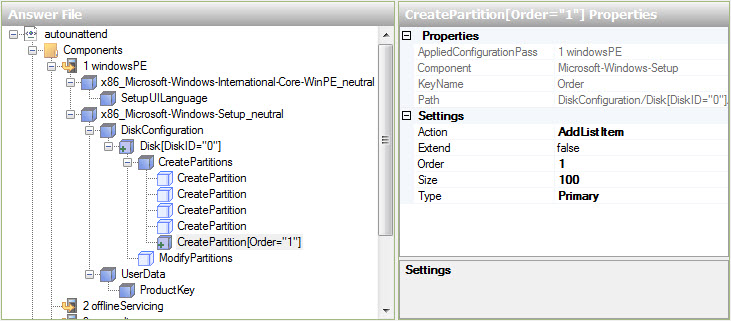 Answer File
autounattend
Components
1 windowsPE
x86_Microsoft-Windows-International-Core-WinPE_neutral
SetupUILanguage
x86_Microsoft-Windows-Setup_neutral
DiskConfiguration
Disk[DiskID="0"]
CreatePartitions
CreatePartition
CreatePartition
CreatePartition
CreatePartition
CreatePartition[Order="1"]
ModifyPartitions
UserData
ProductKey
2 offlineServicing
CreatePartition[Order="1"] Properties
Properties
AppliedConfigurationPass 1 windowsPE
Component Microsoft-Windows-Setup
KeyName Order
Path DiskConfiguration/Disk[DiskID="0"].
Settings
Action AddListItem
Extend false
Order 1
Size 100
Type Primary
Settings